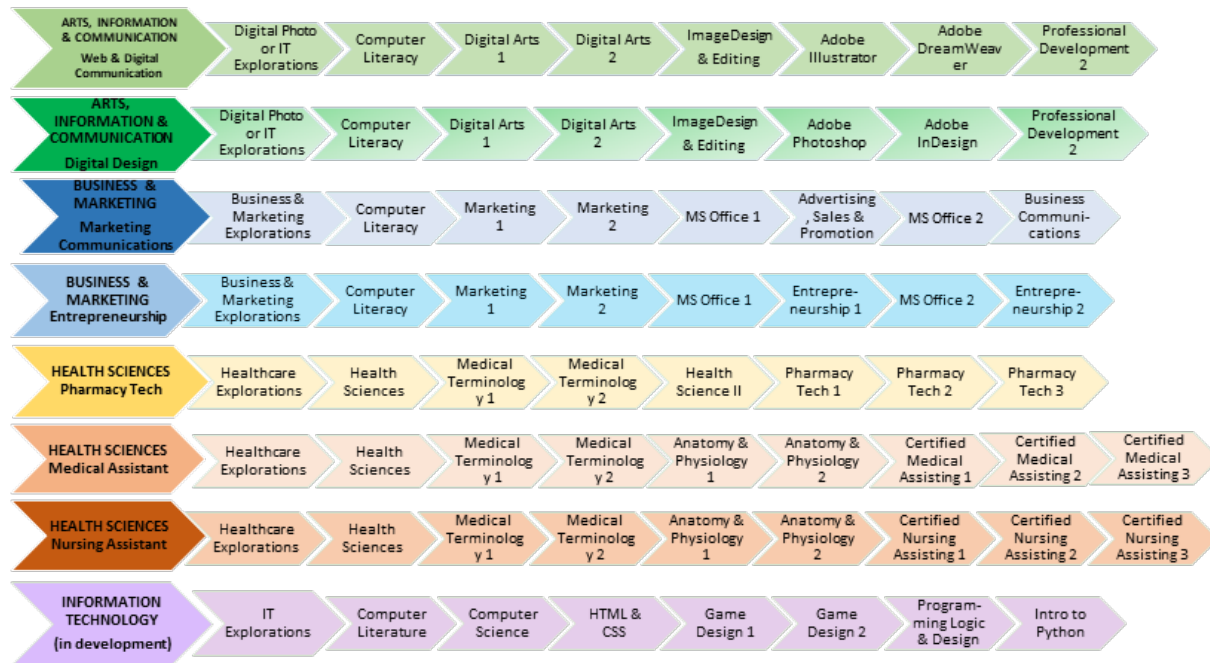 ARTS, INFORMATION
& COMMUNICATION
Web & Digital
Communication
Digital Photo
or IT
Explorations
Computer
Literacy
Digital Arts
1
Digital Arts
2
ImageDesign
& Editing
Adobe
Illustrator
Adobe
DreamWeav
er
Professional
Development
2
ARTS,
INFORMATION &
COMMUNICATION
Digital Design
Digital Photo
or IT
Explorations
Computer
Literacy
Digital Arts
1
Digital Arts
2
ImageDesign
& Editing
Adobe
Photoshop
Adobe
InDesign
Professional
Development
2
BUSINESS &
MARKETING
Marketing
Communications
Business &
Marketing
Explorations
Computer
Literacy
Marketing
1
Marketing
2
MS Office 1
Advertising
, Sales &
Promotion
MS Office 2
Business
Communi-
cations
BUSINESS &
MARKETING
Entrepreneurship
Business &
Marketing
Explorations
Computer
Literacy
Marketing
1
Marketing
2
MS Office 1
Entrepre-
neurship 1
MS Office 2
Entrepre-
neurship 2
HEALTH SCIENCES
Pharmacy Tech
Healthcare
Explorations
Health
Sciences
Medical
Terminolog
y 1
Medical
Terminolog
y 2
Health
Science II
Pharmacy
Tech 1
Pharmacy
Tech 2
Pharmacy
Tech 3
HEALTH SCIENCES
Medical Assistant
Healthcare
Explorations
Health
Sciences
Medical
Terminolog
y 1
Medical
Terminolog
y 2
Anatomy &
Physiology
1
Anatomy &
Physiology
2
Certified
Medical
Assisting 1
Certified
Medical
Assisting 2
Certified
Medical
Assisting 3
HEALTH SCIENCES
Nursing Assistant
Healthcare
Explorations
Health
Sciences
Medical
Terminolog
y 1
Medical
Terminolog
y 2
Anatomy &
Physiology
1
Anatomy &
Physiology
2
Certified
Nursing
Assisting 1
Certified
Nursing
Assisting 2
Certified
Nursing
Assisting 3
INFORMATION
TECHNOLOGY
(in development)
IT
Explorations
Computer
Literature
Computer
Science
HTML &
CSS
Game
Design 1
Game
Design 2
Program-
ming Logic
& Design
Intro to
Python